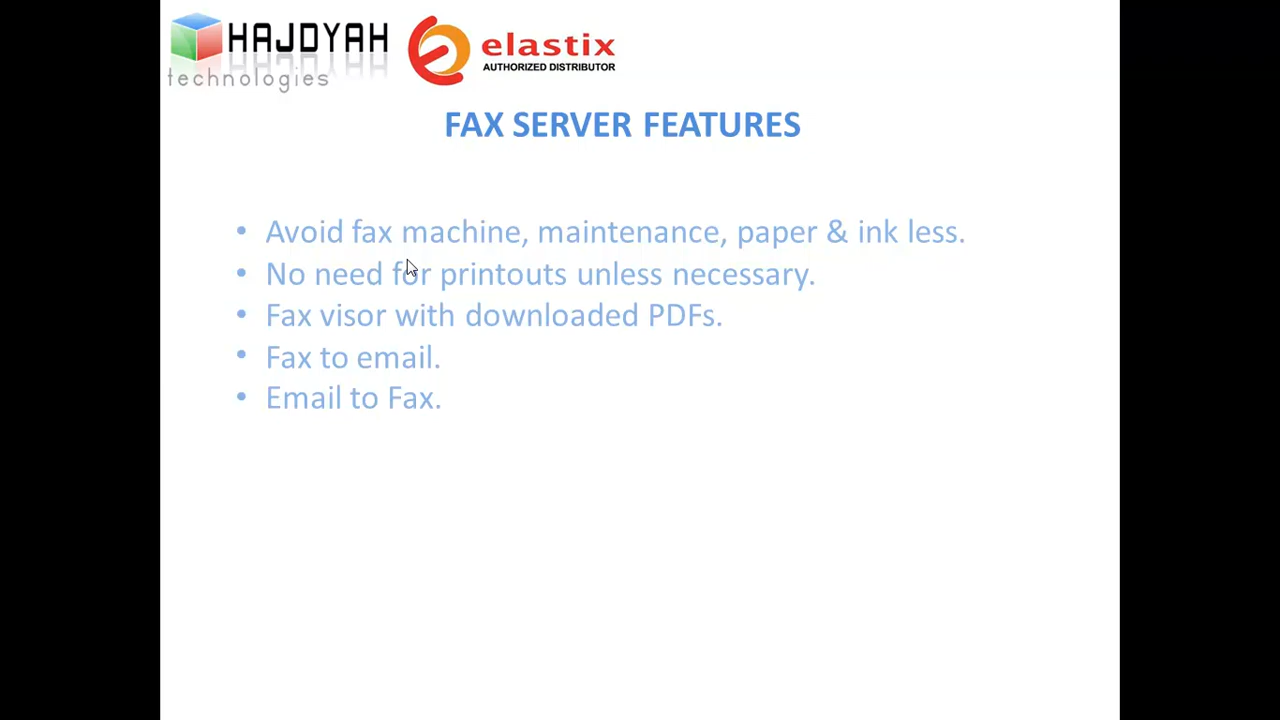 HAJDYAH
technologies
elastix
AUTHORIZED DISTRIBUTOR
FAX SERVER FEATURES
• Avoid fax machine, maintenance, paper & ink less.
• No need for printouts unless necessary.
• Fax visor with downloaded PDFs.
• Fax to email.
• Email to Fax.